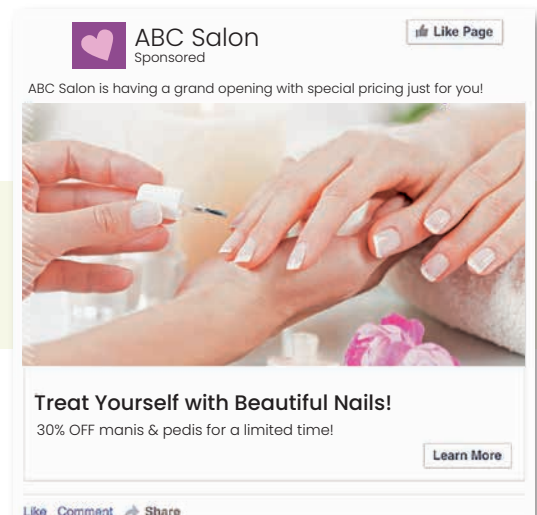 ABC Salon
Sponsored
Like Page
ABC Salon is having a grand opening with special pricing just for you!
Treat Yourself with Beautiful Nails!
30% OFF manis & pedis for a limited time!
Learn More
Like Comment Share